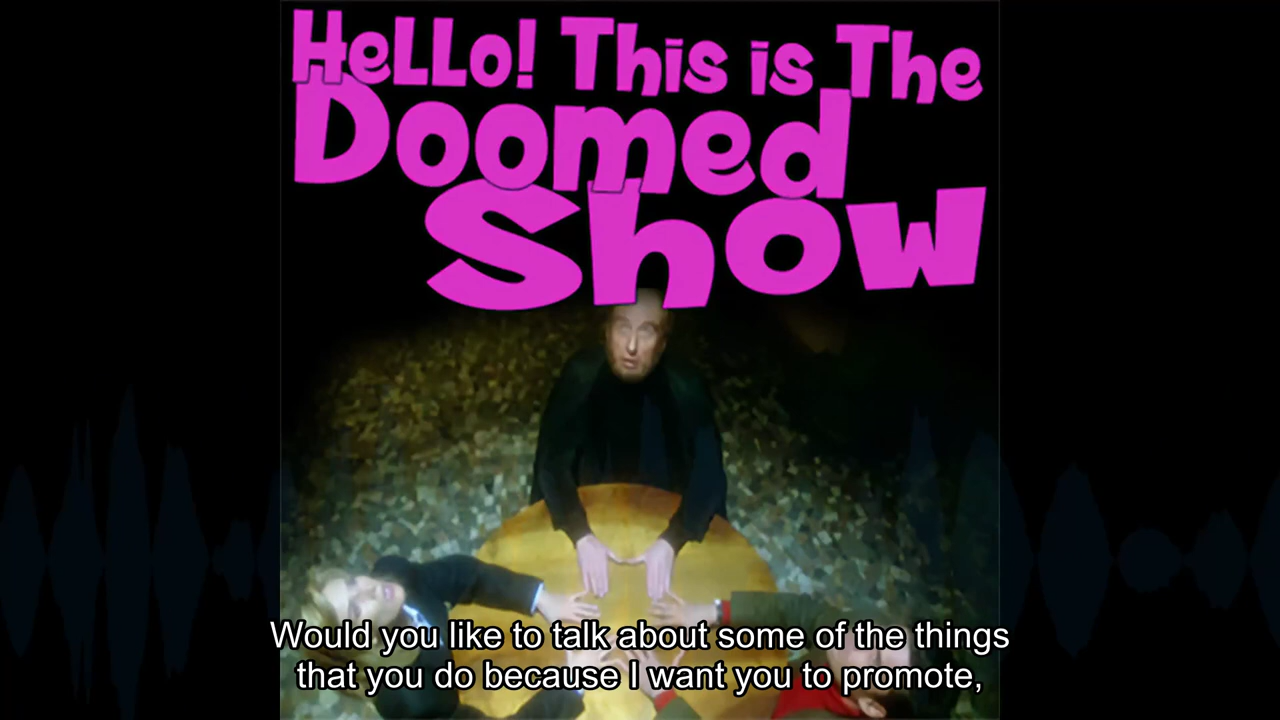 HeLLo! This is The
Doomed
Show
Would you like to talk about some of the things
that you do because I want you to promote,